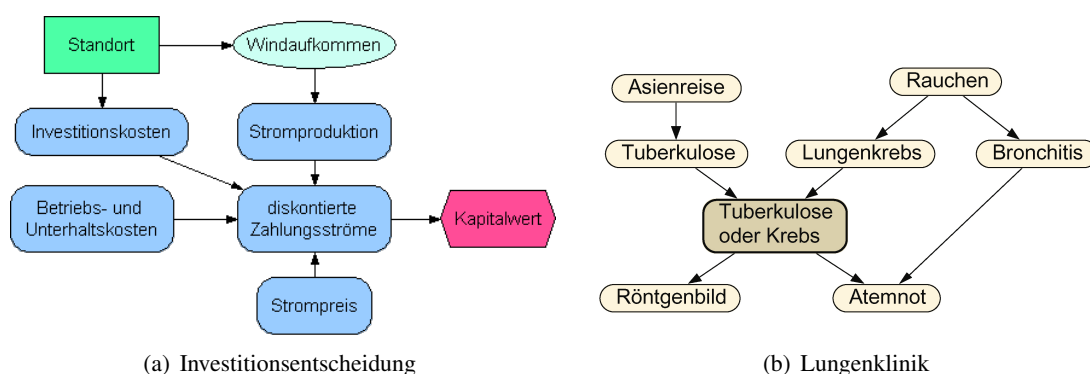 Standort
Windaufkommen
Investitionskosten
Stromproduktion
Betriebs- und
Unterhaltskosten
diskontierte
Zahlungsströme
Kapitalwert
Strompreis
(a) Investitionsentscheidung
Asienreise
Rauchen
Tuberkulose
Lungenkrebs
Bronchitis
Tuberkulose
oder Krebs
Röntgenbild
Atemnot
(b) Lungenklinik